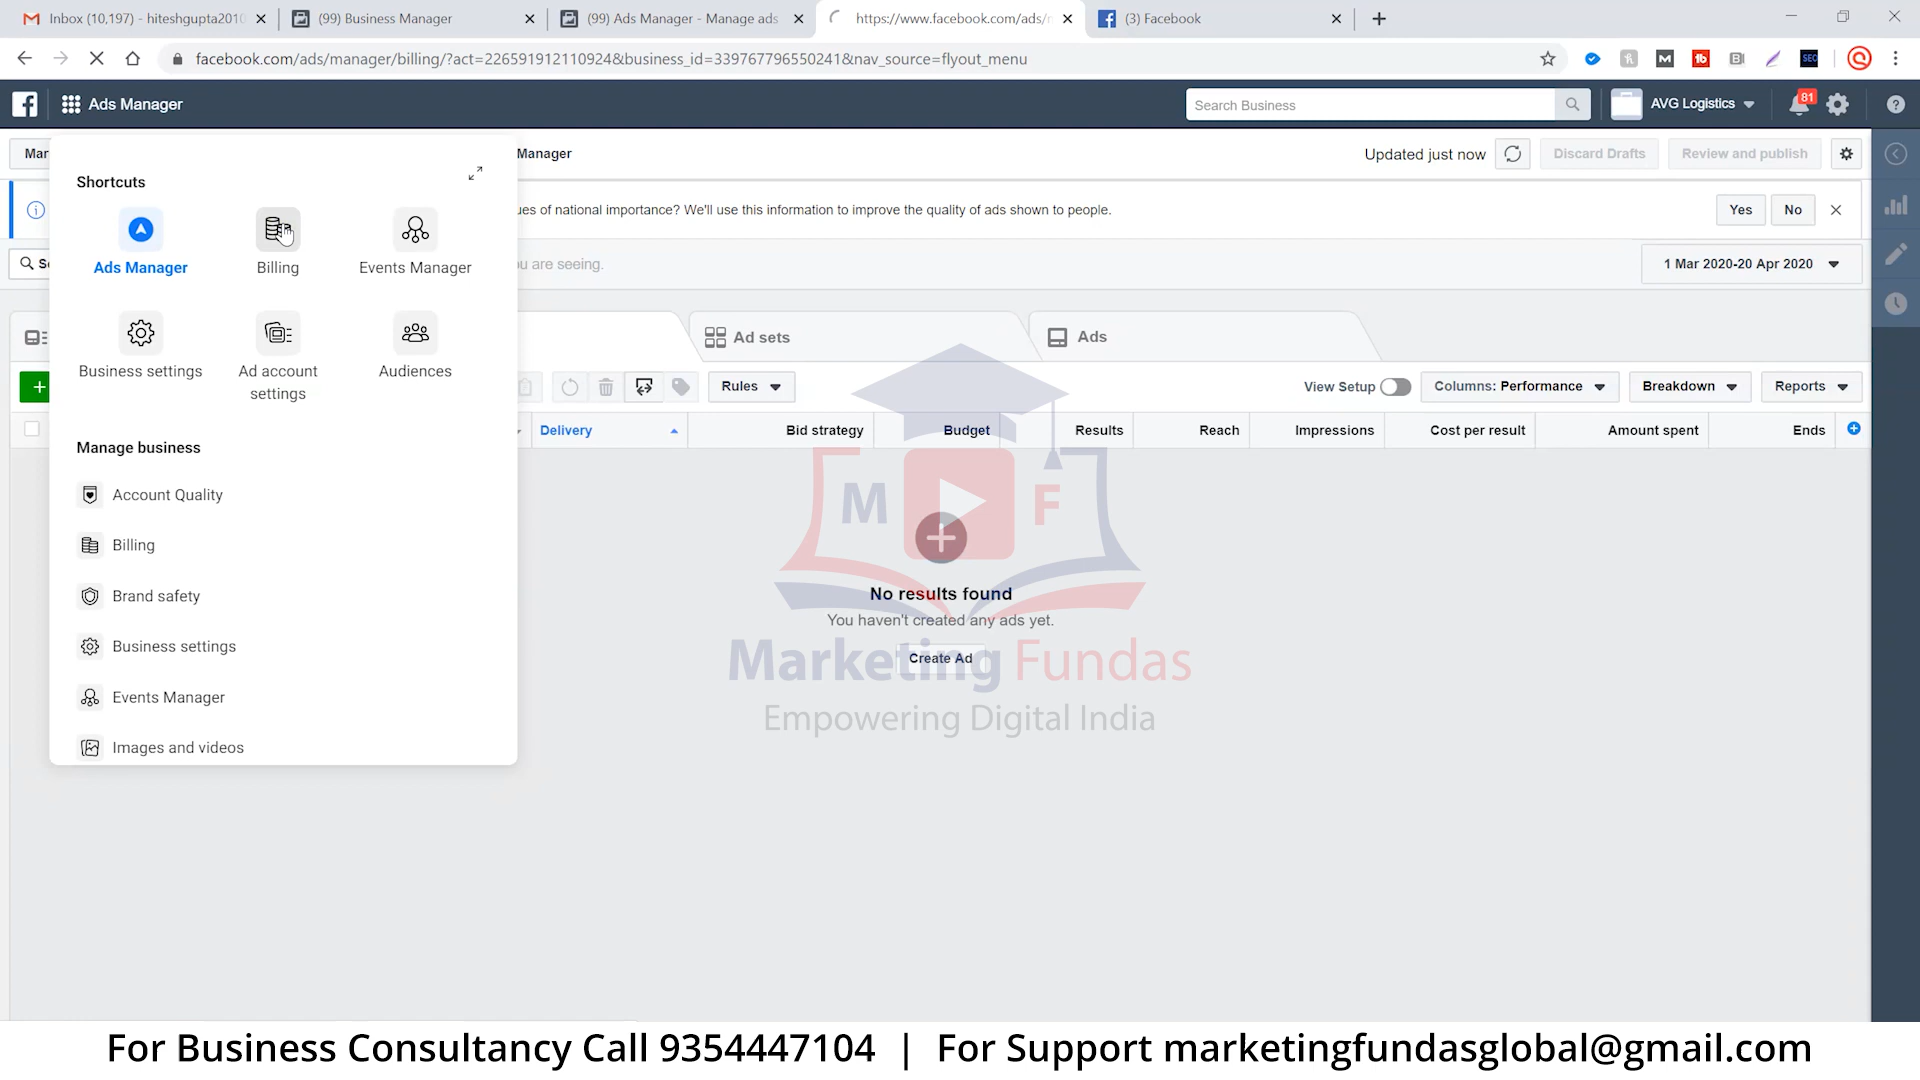 Inbox (10,197) - hiteshgupta2010
(99) Business Manager
(99) Ads Manager - Manage ads
https://www.facebook.com/ads/
(3) Facebook
facebook.com/ads/manager/billing/?act=226591912110924&business_id=339767796550241&nav_source=flyout_menu
Ads Manager
Search Business
AVG Logistics
81
Manager
Updated just now
Discard Drafts
Review and publish
Shortcuts
of national importance? We'll use this information to improve the quality of ads shown to people.
Yes
No
Ads Manager
Billing
Events Manager
are seeing.
1 Mar 2020-20 Apr 2020
Business settings
Ad account settings
Audiences
Ad sets
Ads
Rules
View Setup
Columns: Performance
Breakdown
Reports
Delivery
Bid strategy
Budget
Results
Reach
Impressions
Cost per result
Amount spent
Ends
Manage business
Account Quality
Billing
Brand safety
Business settings
Events Manager
Images and videos
M F
No results found
You haven't created any ads yet.
Create Ad
Marketing Fundas
Empowering Digital India
For Business Consultancy Call 9354447104 | For Support marketingfundasglobal@gmail.com